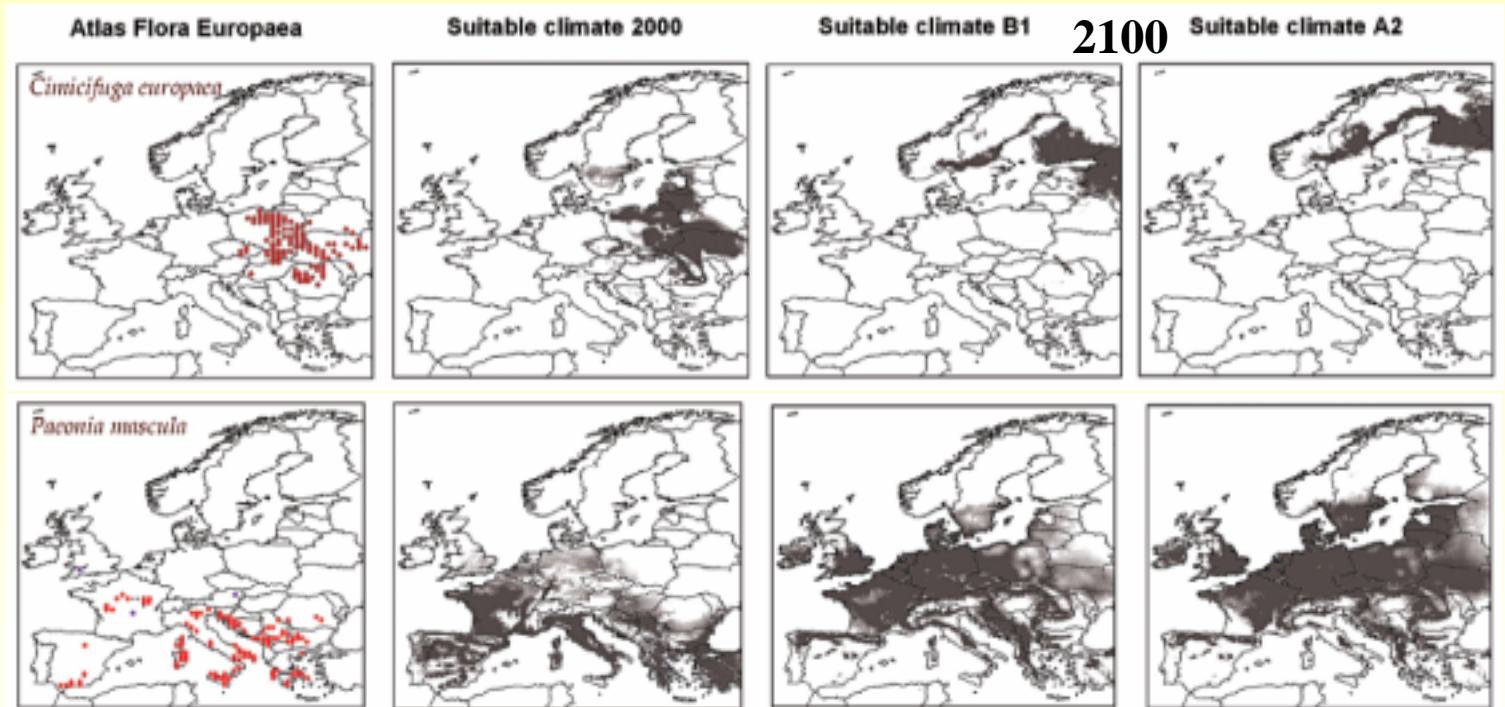 Atlas Flora Europaea
Suitable climate 2000
Suitable climate B1
2100
Suitable climate A2
Cimicifuga europaea
Paeonia mascula